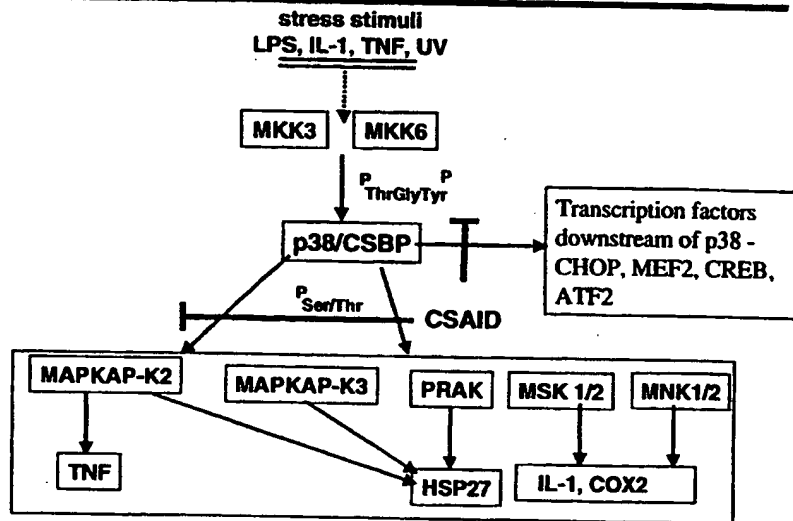 stress stimuli
LPS, IL-1, TNF, UV
MKK3 MKK6
P P
ThrGlyTyr
p38/CSBP
Transcription factors
downstream of p38 -
CHOP, MEF2, CREB,
ATF2
P
Ser/Thr
CSAID
MAPKAP-K2 MAPKAP-K3 PRAK MSK 1/2 MNK1/2
TNF HSP27 IL-1, COX2